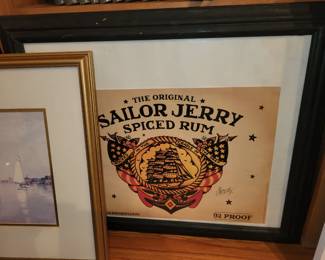 THE ORIGINAL
SAILOR JERRY
SPICED RUM
92 PROOF